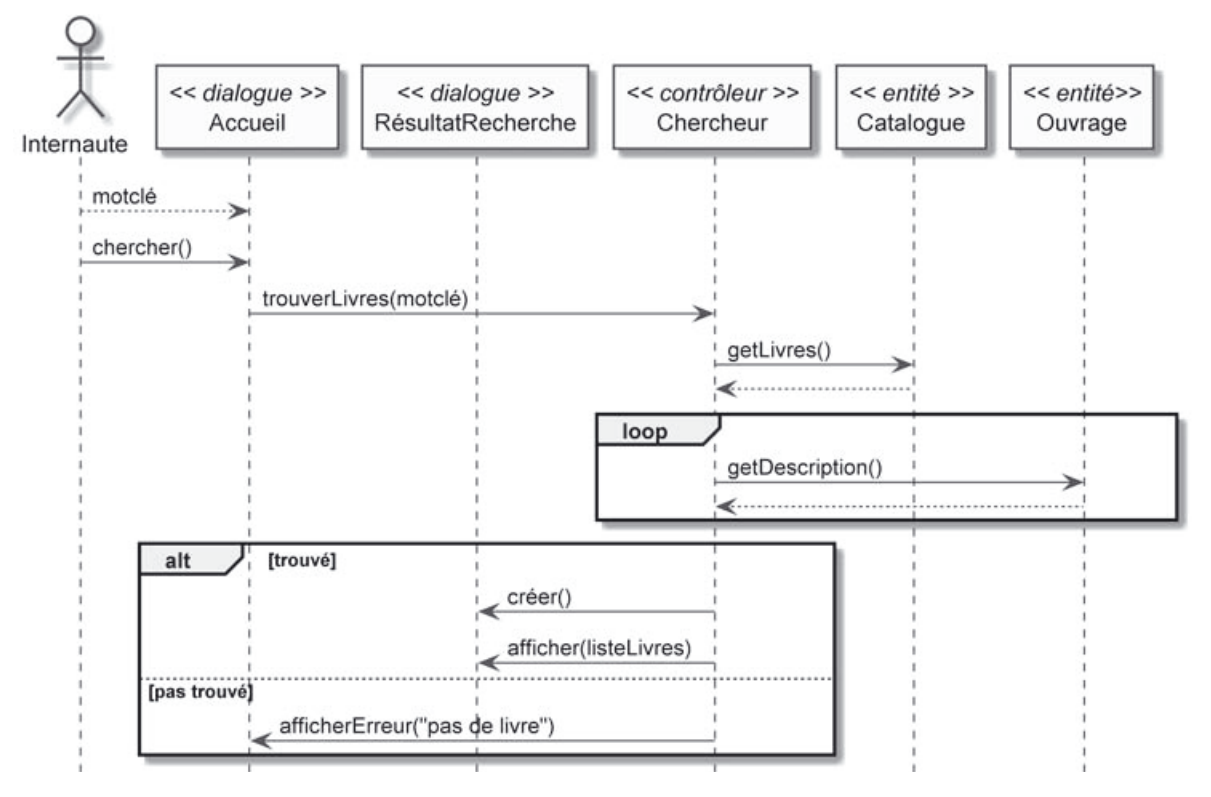 << dialogue >>
Accueil
<< dialogue >>
RésultatRecherche
<< contrôleur >>
Chercheur
<< entité >>
Catalogue
<< entité>>
Ouvrage
Internaute
motclé
chercher()
trouverLivres(motclé)
getLivres()
loop
getDescription()
alt
[trouvé]
créer()
afficher(listeLivres)
[pas trouvé]
afficherErreur("pas de livre")